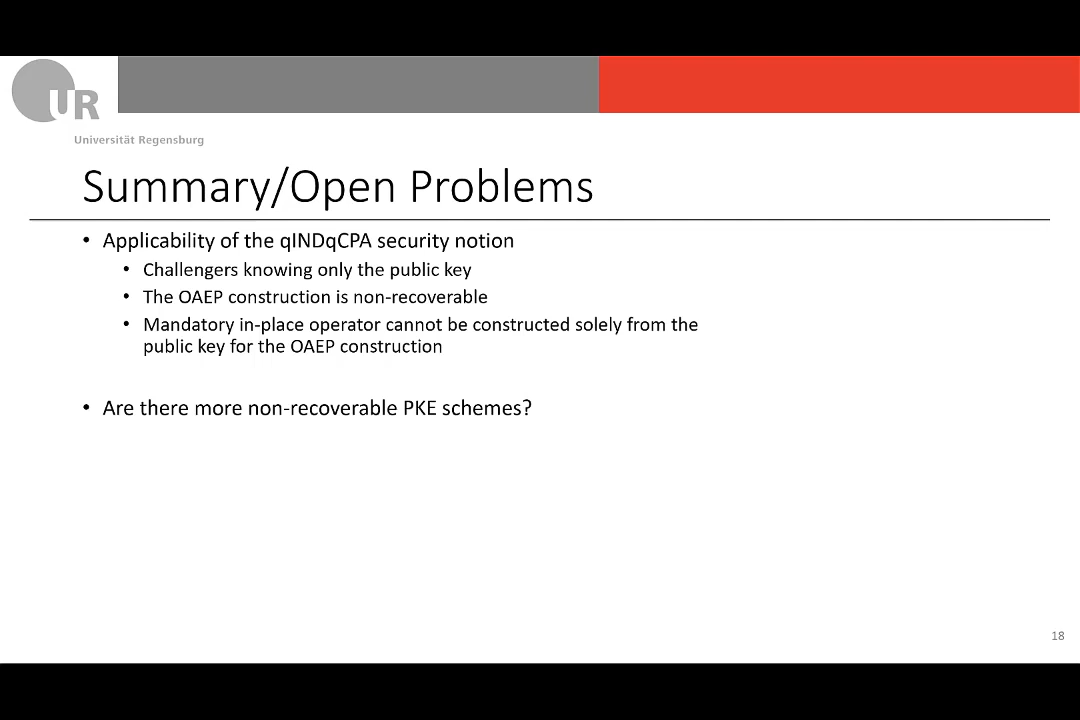 UR
Universität Regensburg
Summary/Open Problems
• Applicability of the qINDqCPA security notion
• Challengers knowing only the public key
• The OAEP construction is non-recoverable
• Mandatory in-place operator cannot be constructed solely from the
public key for the OAEP construction
• Are there more non-recoverable PKE schemes?
18